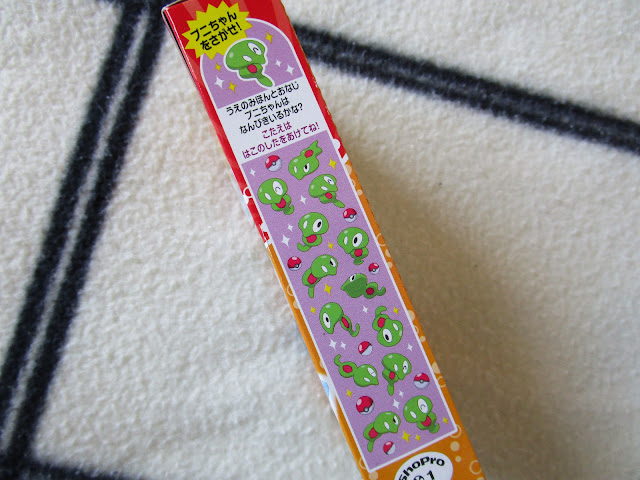 プニちゃん
をさがせ!
うえのみほんとおなじ
プニちゃんは
なんびきいるかな?
こたえは
はこのしたをあけてね!
ShoPro
01